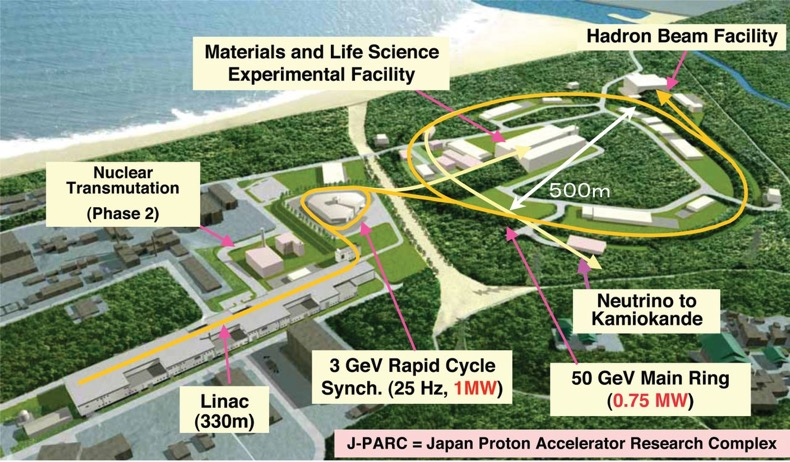 Hadron Beam Facility
Materials and Life Science
Experimental Facility
Nuclear
Transmutation
(Phase 2)
500m
Neutrino to
Kamiokande
3 GeV Rapid Cycle
Synch. (25 Hz, 1MW)
50 GeV Main Ring
(0.75 MW)
Linac
(330m)
J-PARC = Japan Proton Accelerator Research Complex